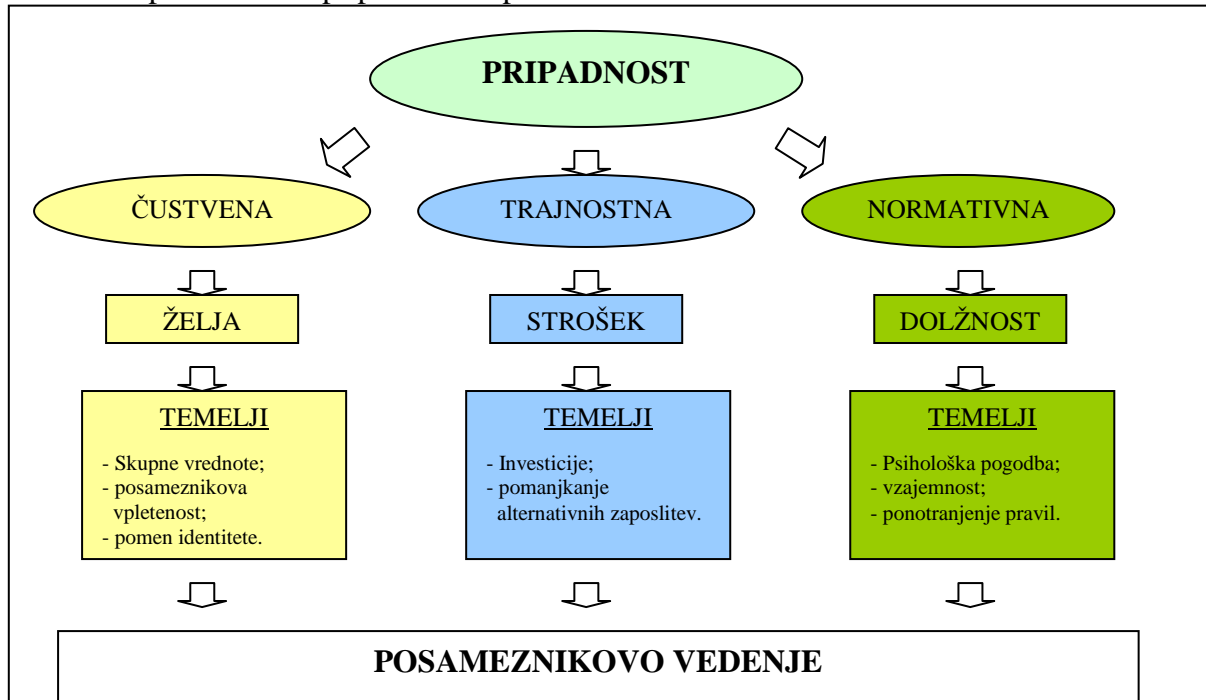 PRIPADNOST
ČUSTVENA
TRAJNOSTNA
NORMATIVNA
ŽELJA
STROŠEK
DOLŽNOST
TEMELJI
- Skupne vrednote;
- posameznikova
vpletenost;
- pomen identitete.
TEMELJI
- Investicije;
- pomanjkanje
alternativnih zaposlitev.
TEMELJI
- Psihološka pogodba;
- vzajemnost;
- ponotranjenje pravil.
POSAMEZNIKOVO VEDENJE